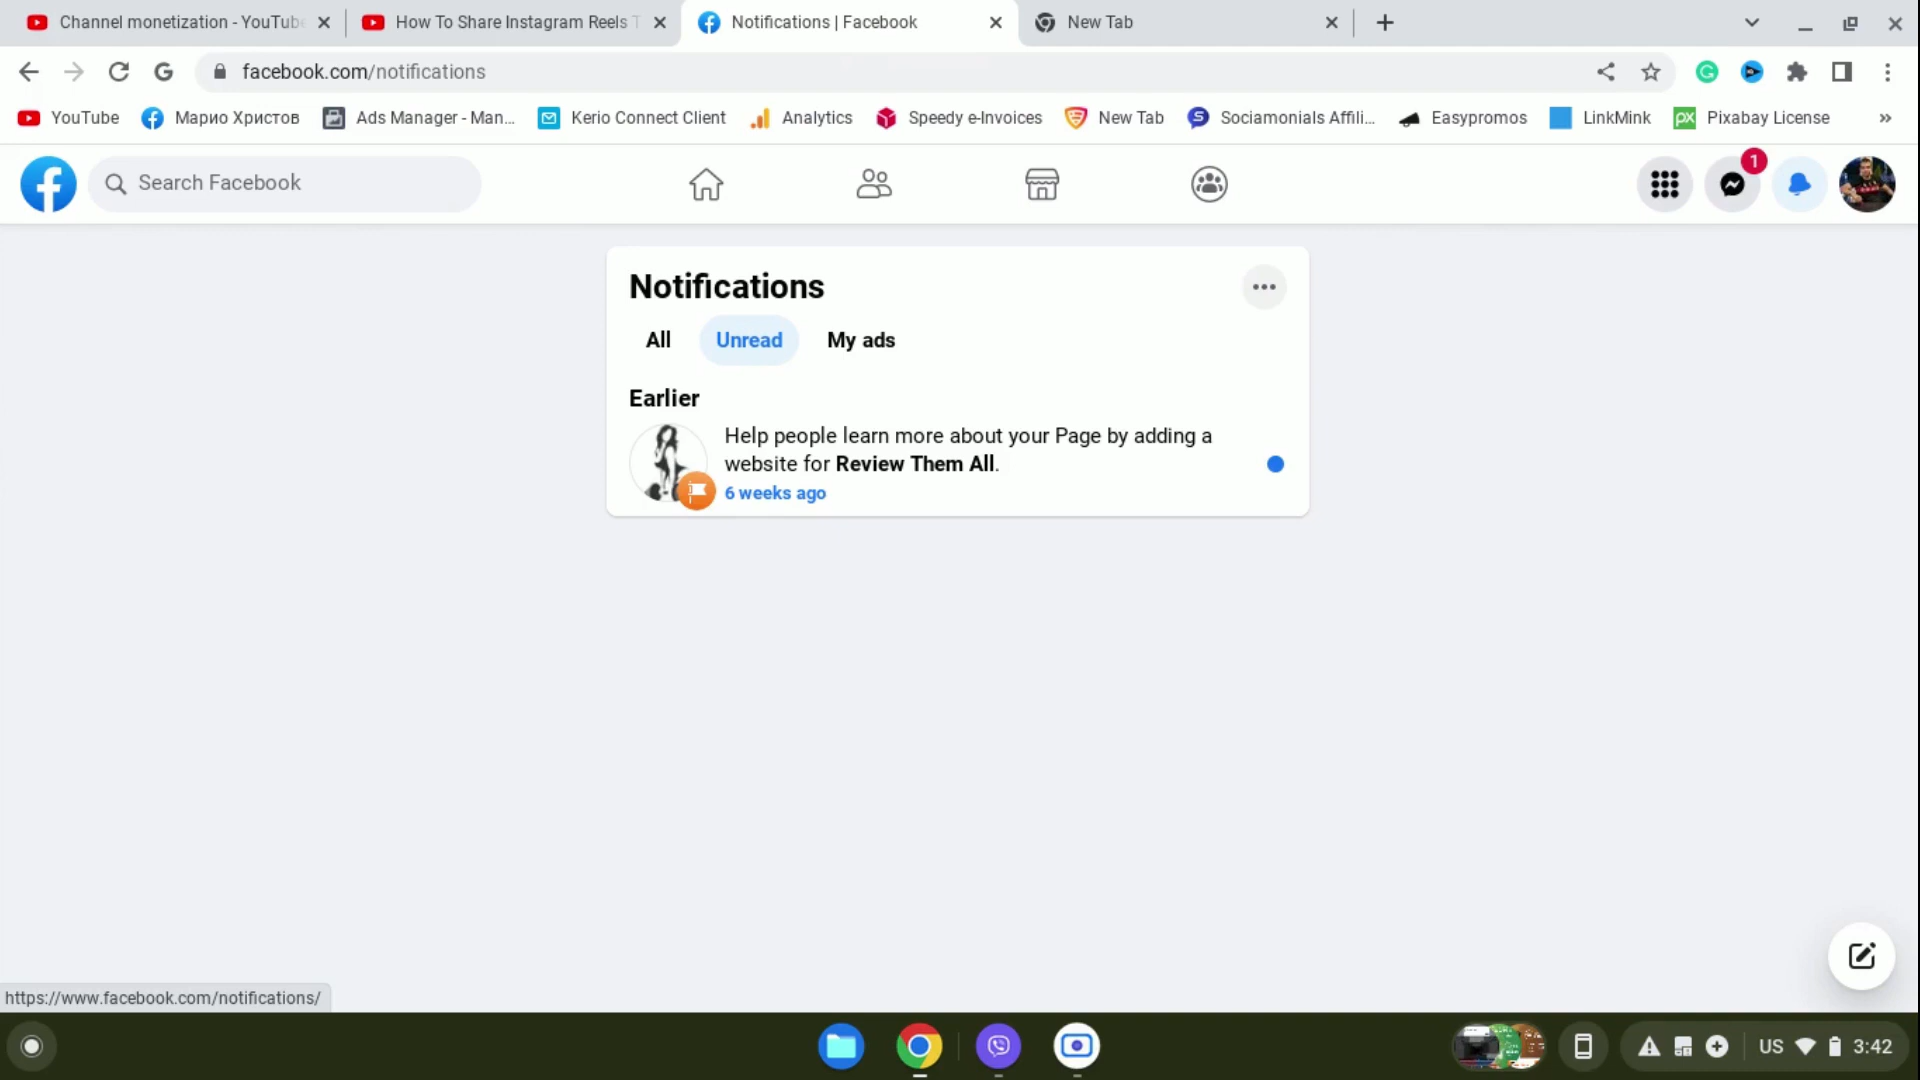 Channel monetization - YouTube
How To Share Instagram Reels T
Notifications | Facebook
New Tab
facebook.com/notifications
YouTube
Марио Христов
Ads Manager - Man...
Kerio Connect Client
Analytics
Speedy e-Invoices
New Tab
Sociamonials Affili...
Easypromos
LinkMink
px
Pixabay License
Search Facebook
1
Notifications
All
Unread
My ads
Earlier
Help people learn more about your Page by adding a
website for Review Them All.
6 weeks ago
https://www.facebook.com/notifications/
US
3:42